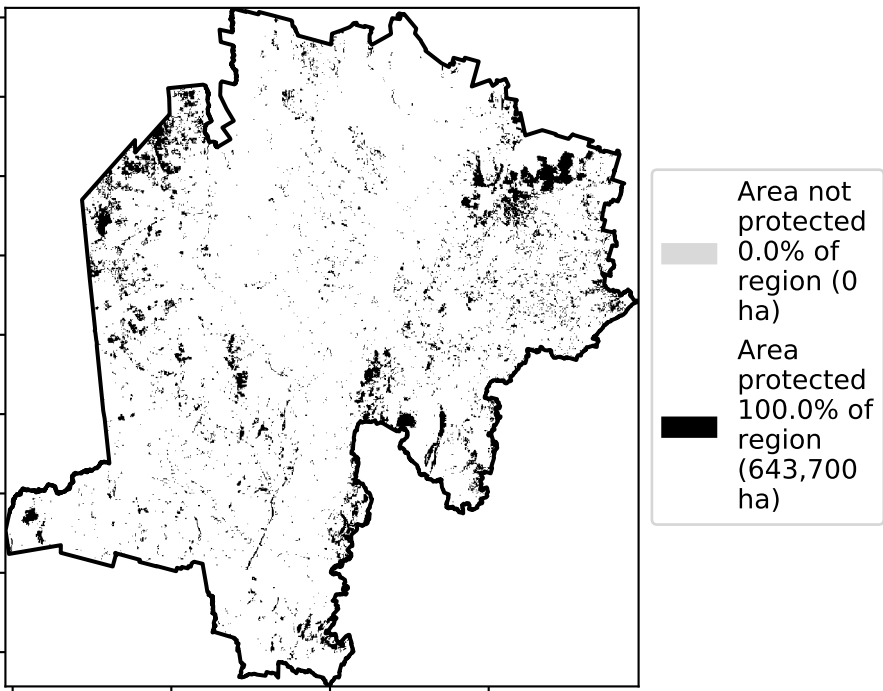 Area not
protected
0.0% of
region (0
ha)
Area
protected
100.0% of
region
(643,700
ha)